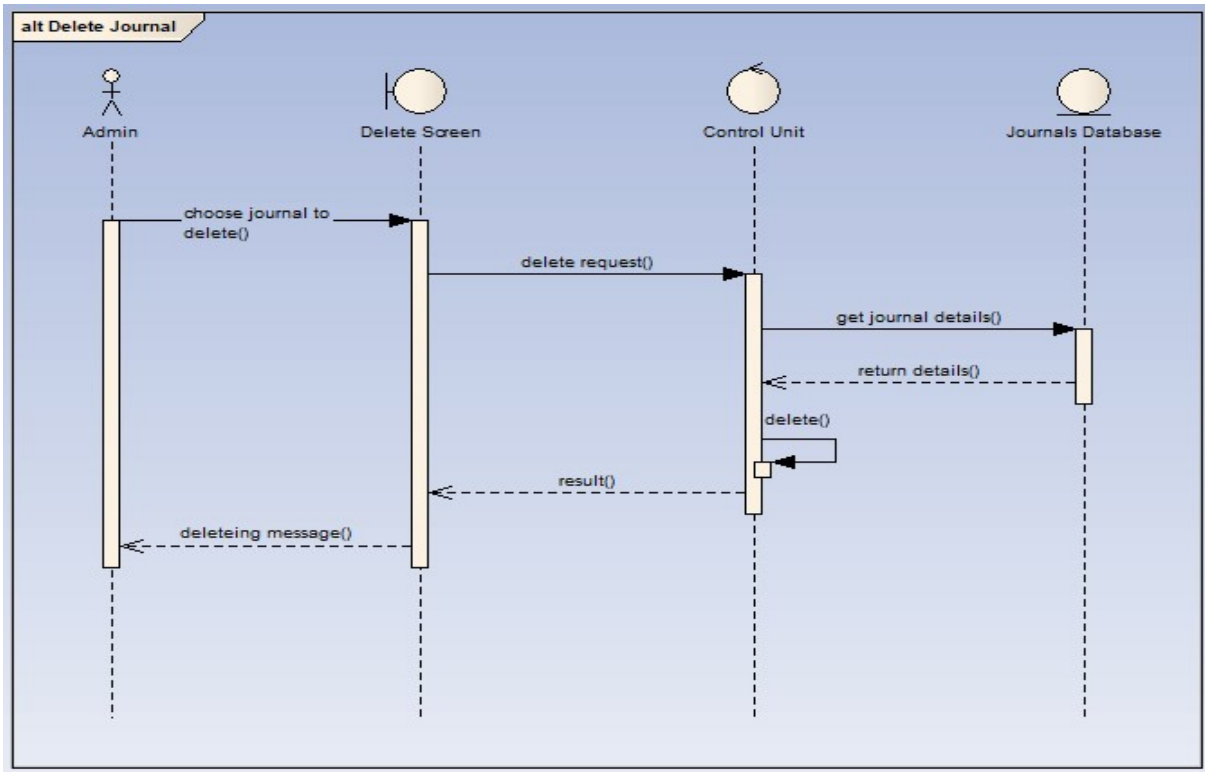 alt Delete Journal
Admin
Delete Screen
Control Unit
Journals Database
choose journal to
delete()
delete request()
get journal details()
return details()
delete()
result()
deleteing message()